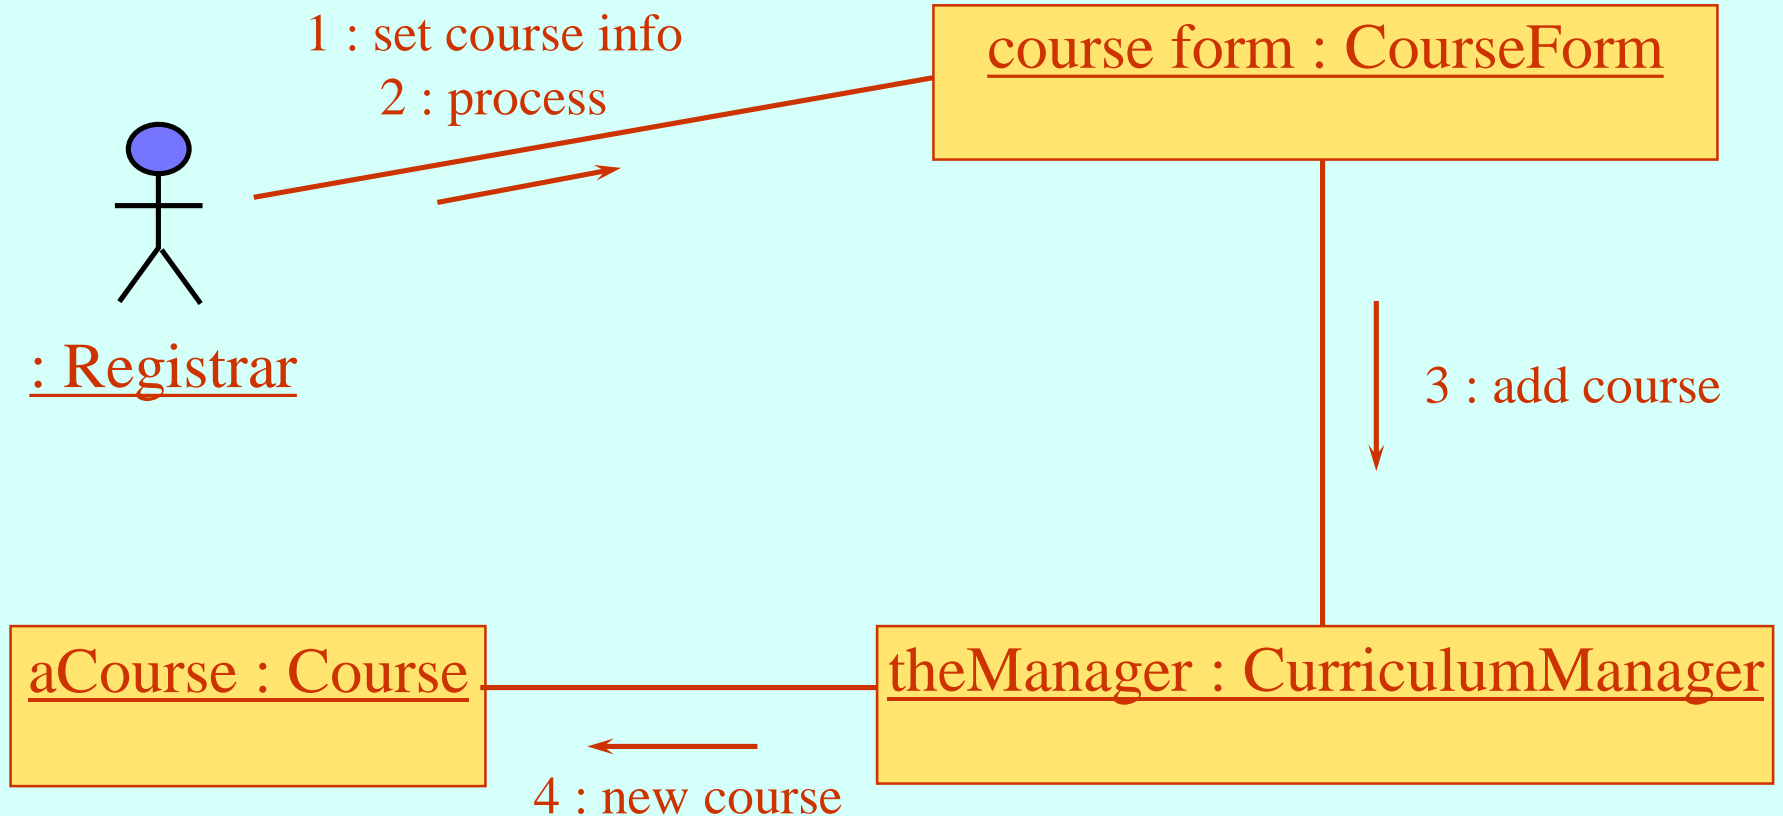 1 : set course info
2 : process
course form : CourseForm
: Registrar
3 : add course
aCourse : Course
theManager : CurriculumManager
4 : new course